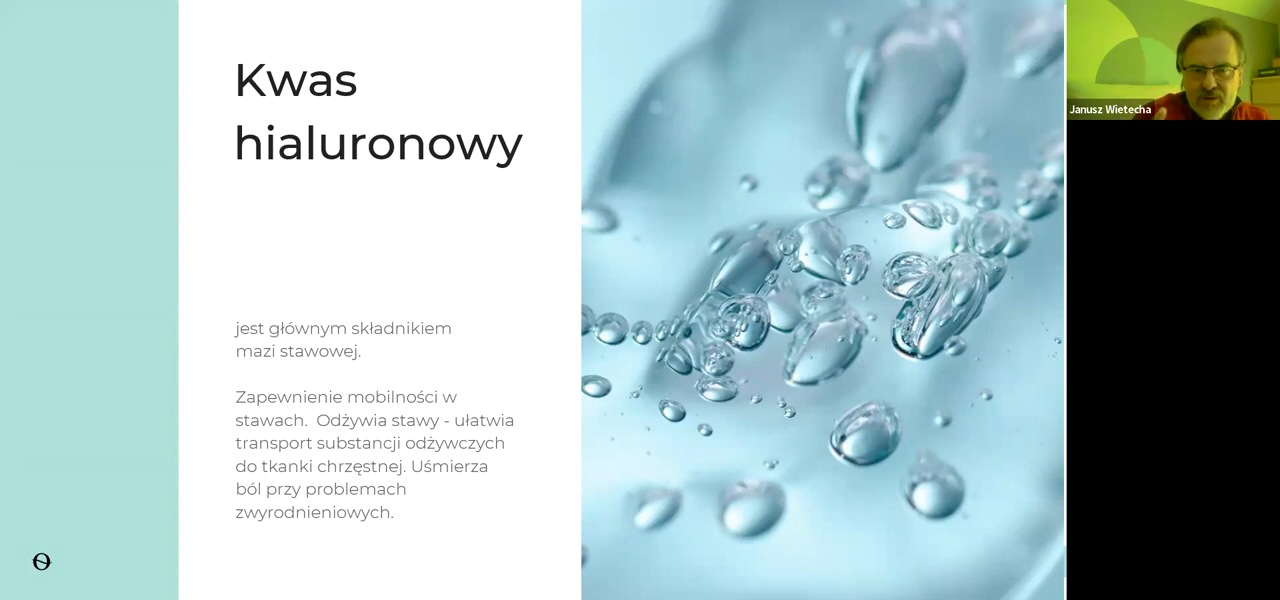 Kwas
hialuronowy
jest głównym składnikiem
mazi stawowej.
Zapewnienie mobilności w
stawach.  Odżywia stawy - ułatwia
transport substancji odżywczych
do tkanki chrzęstnej. Uśmierza
ból przy problemach
zwyrodnieniowych.
Janusz Wietecha